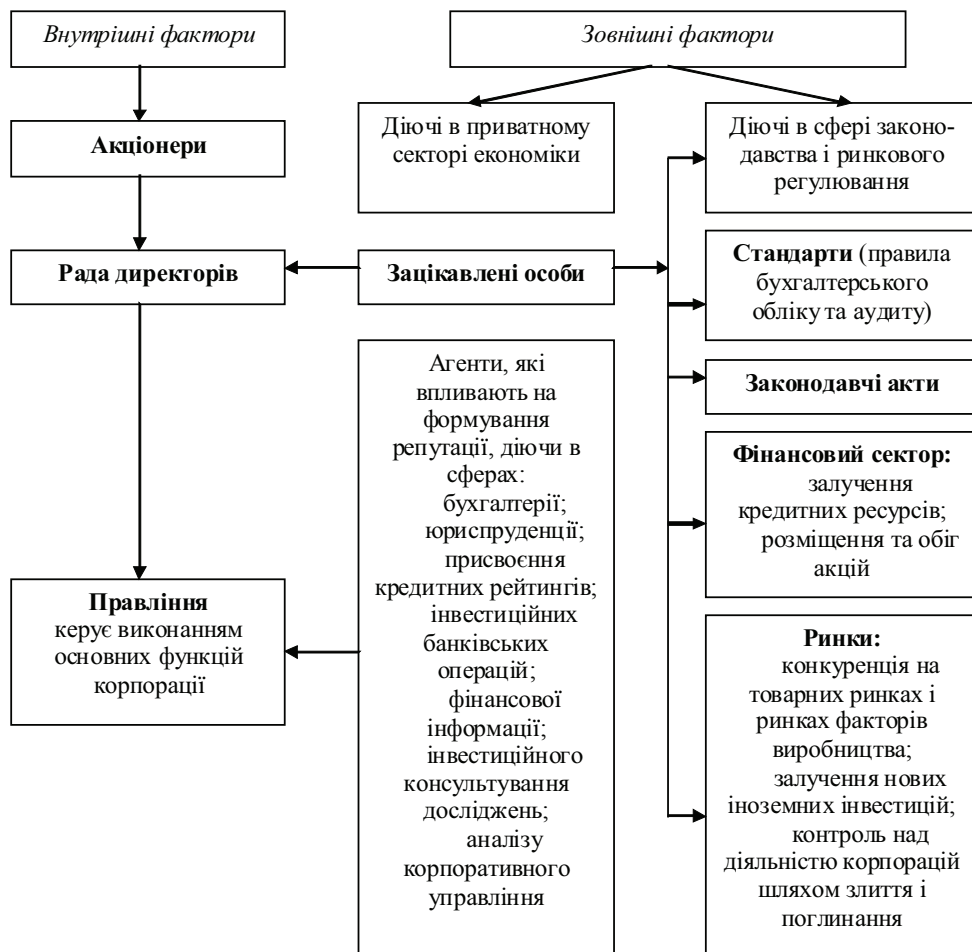 Внутрішні фактори
Зовнішні фактори
Акціонери
Діючі в приватному
секторі економіки
Діючі в сфері законо-
давства і ринкового
регулювання
Рада директорів
Зацікавлені особи
Стандарти (правила
бухгалтерського
обліку та аудиту)
Законодавчі акти
Агенти, які
впливають на
формування
репутації, діючи в
сферах:
бухгалтерії;
юриспруденції;
присвоєння
кредитних рейтингів;
інвестиційних
банківських
операцій;
фінансової
інформації;
інвестиційного
консультування
досліджень;
аналізу
корпоративного
управління
Фінансовий сектор:
залучення
кредитних ресурсів;
розміщення та обіг
акцій
Правління
керує виконанням
основних функцій
корпорації
Ринки:
конкуренція на
товарних ринках і
ринках факторів
виробництва;
залучення нових
іноземних інвестицій;
контроль над
діяльністю корпорацій
шляхом злиття і
поглинання